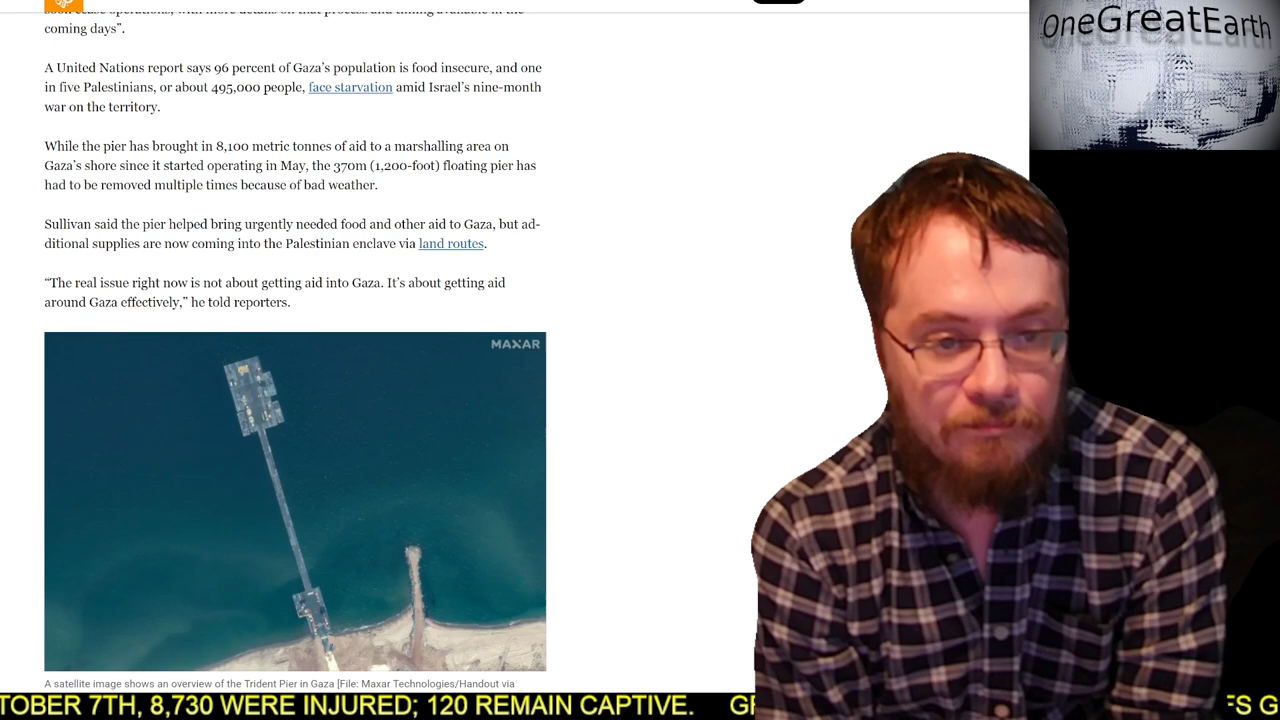 coming days”.
A United Nations report says 96 percent of Gaza’s population is food insecure, and one
in five Palestinians, or about 495,000 people, face starvation amid Israel’s nine-month
war on the territory.
While the pier has brought in 8,100 metric tonnes of aid to a marshalling area on
Gaza’s shore since it started operating in May, the 370m (1,200-foot) floating pier has
had to be removed multiple times because of bad weather.
Sullivan said the pier helped bring urgently needed food and other aid to Gaza, but ad-
ditional supplies are now coming into the Palestinian enclave via land routes.
“The real issue right now is not about getting aid into Gaza. It’s about getting aid
around Gaza effectively,” he told reporters.
MAXAR
A satellite image shows an overview of the Trident Pier in Gaza [File: Maxar Technologies/Handout via
OneGreatEarth
TOBER 7TH, 8,730 WERE INJURED; 120 REMAIN CAPTIVE.